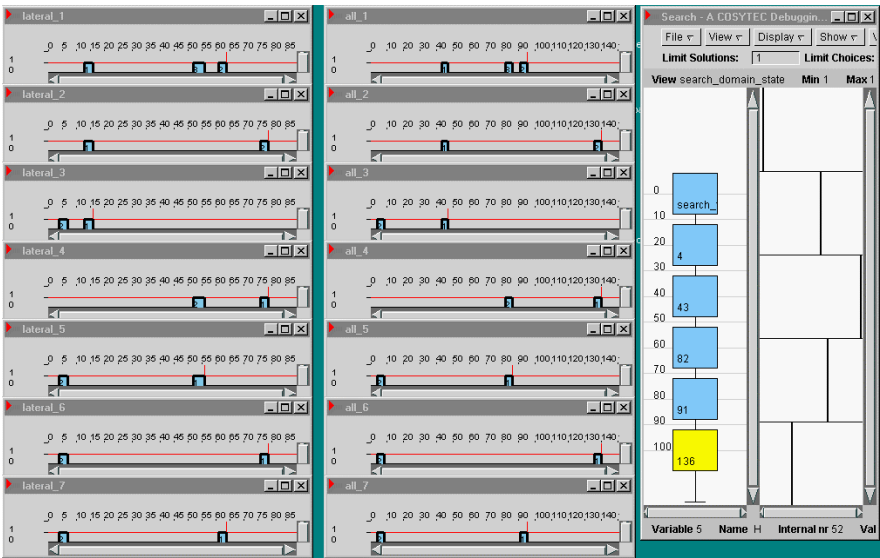 lateral_1
0 5 10 15 20 25 30 35 40 45 50 55 60 65 70 75 80 85
1
0
lateral_2
0 5 10 15 20 25 30 35 40 45 50 55 60 65 70 75 80 85
1
0
lateral_3
0 5 10 15 20 25 30 35 40 45 50 55 60 65 70 75 80 85
1
0
lateral_4
0 5 10 15 20 25 30 35 40 45 50 55 60 65 70 75 80 85
1
0
lateral_5
0 5 10 15 20 25 30 35 40 45 50 55 60 65 70 75 80 85
1
0
lateral_6
0 5 10 15 20 25 30 35 40 45 50 55 60 65 70 75 80 85
1
0
lateral_7
0 5 10 15 20 25 30 35 40 45 50 55 60 65 70 75 80 85
1
0
all_1
0 10 20 30 40 50 60 70 80 90 100 110 120 130 140
1
0
all_2
0 10 20 30 40 50 60 70 80 90 100 110 120 130 140
1
0
all_3
0 10 20 30 40 50 60 70 80 90 100 110 120 130 140
1
0
all_4
0 10 20 30 40 50 60 70 80 90 100 110 120 130 140
1
0
all_5
0 10 20 30 40 50 60 70 80 90 100 110 120 130 140
1
0
all_6
0 10 20 30 40 50 60 70 80 90 100 110 120 130 140
1
0
all_7
0 10 20 30 40 50 60 70 80 90 100 110 120 130 140
1
0
Search - A COSYTEC Debuggin...
File View Display Show
Limit Solutions: 1 Limit Choices:
View search_domain_state Min 1 Max 1
0
search_
10
20
4
30
40
43
50
60
82
70
80
91
90
100
136
Variable 5 Name H Internal nr 52 Val